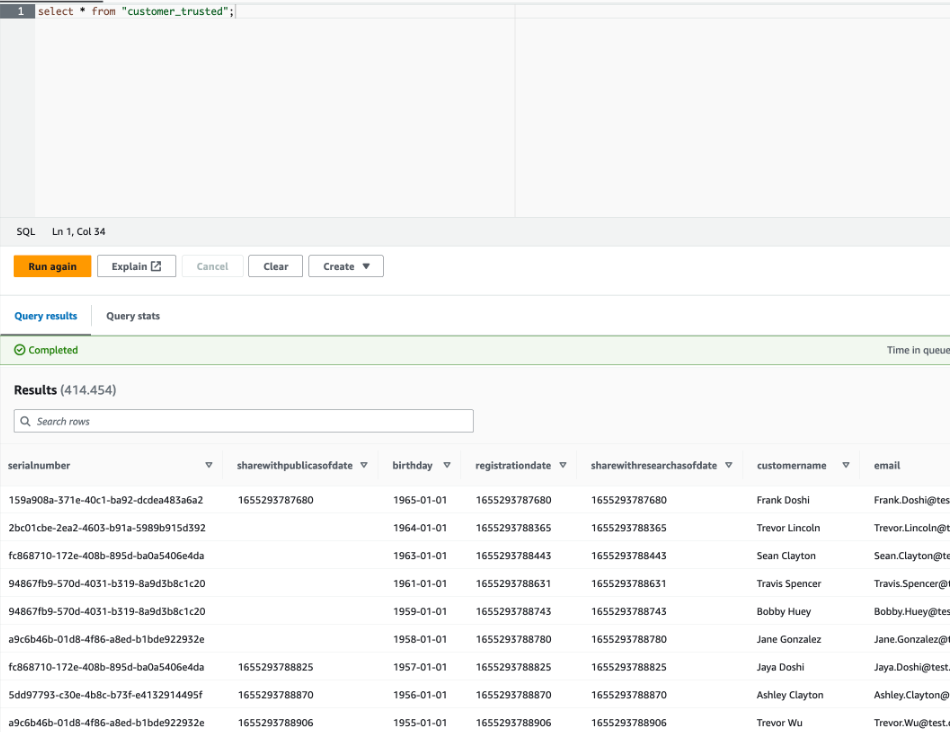 1 select * from "customer_trusted";
SQL Ln 1, Col 34
Run again Explain Cancel Clear Create
Query results Query stats
Completed Time in queue
Results (414.454)
Search rows
serialnumber sharewithpublicasofdate birthday registrationdate sharewithresearchasofdate customername email
159a908a-371e-40c1-ba92-dcdea483a6a2 1655293787680 1965-01-01 1655293787680 1655293787680 Frank Doshi Frank.Doshi@tes
2bc01cbe-2ea2-4603-b91a-5989b915d392 1964-01-01 1655293788365 1655293788365 Trevor Lincoln Trevor.Lincoln@t
fc868710-172e-408b-895d-ba0a5406e4da 1963-01-01 1655293788443 1655293788443 Sean Clayton Sean.Clayton@te
94867fb9-570d-4031-b319-8a9d3b8c1c20 1961-01-01 1655293788631 1655293788631 Travis Spencer Travis.Spencer@t
94867fb9-570d-4031-b319-8a9d3b8c1c20 1959-01-01 1655293788743 1655293788743 Bobby Huey Bobby.Huey@tes
a9c6b46b-01d8-4f86-a8ed-b1bde922932e 1958-01-01 1655293788780 1655293788780 Jane Gonzalez Jane.Gonzalez@t
fc868710-172e-408b-895d-ba0a5406e4da 1655293788825 1957-01-01 1655293788825 1655293788825 Jaya Doshi Jaya.Doshi@test.
5dd97793-c30e-4b8c-b73f-e4132914495f 1655293788870 1956-01-01 1655293788870 1655293788870 Ashley Clayton Ashley.Clayton@
a9c6b46b-01d8-4f86-a8ed-b1bde922932e 1655293788906 1955-01-01 1655293788906 1655293788906 Trevor Wu Trevor.Wu@test.